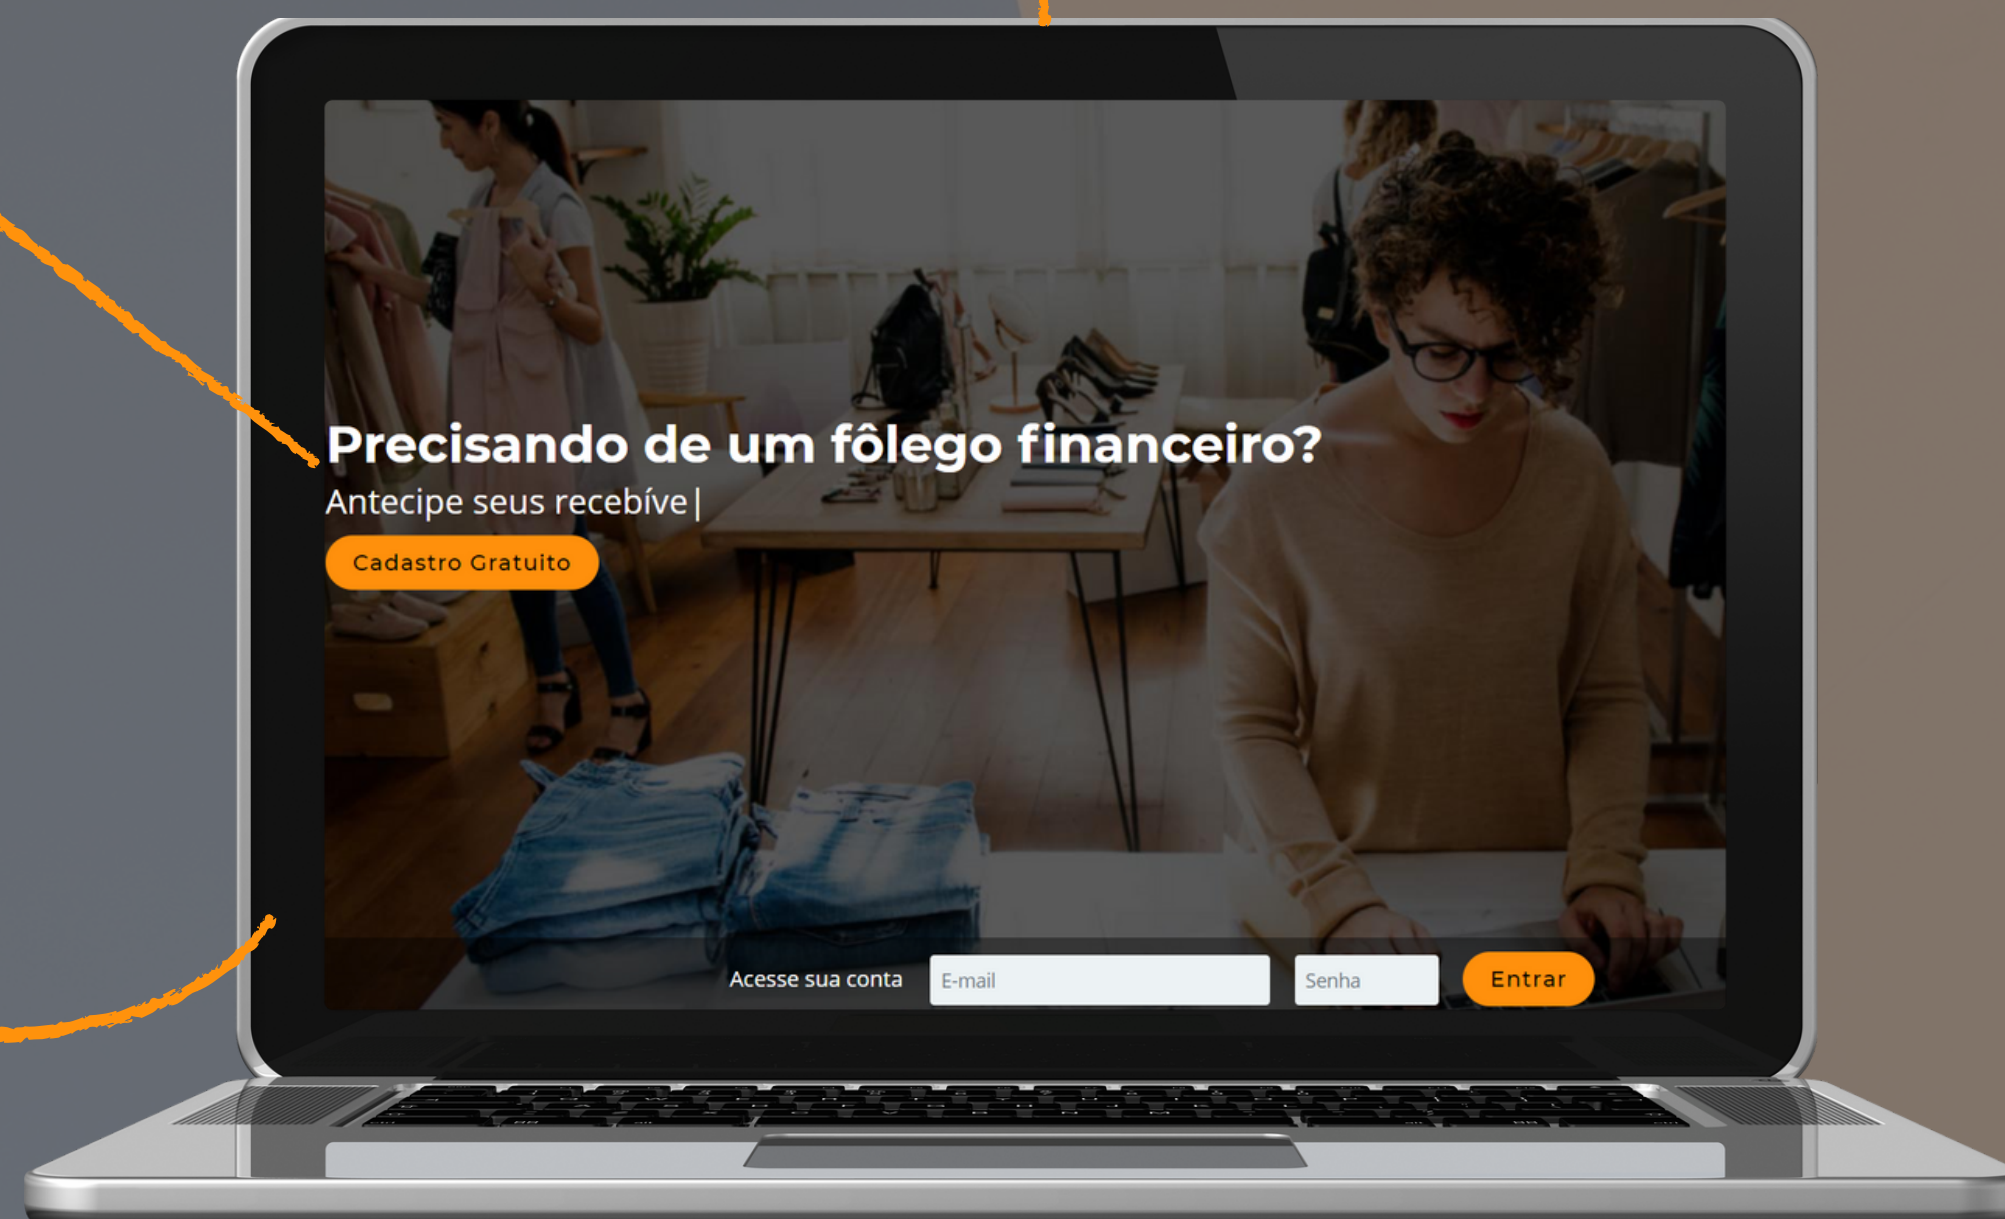 Precisando de um fôlego financeiro?
Antecipe seus recebíve|
Cadastro Gratuito
Acesse sua conta
E-mail
Senha
Entrar